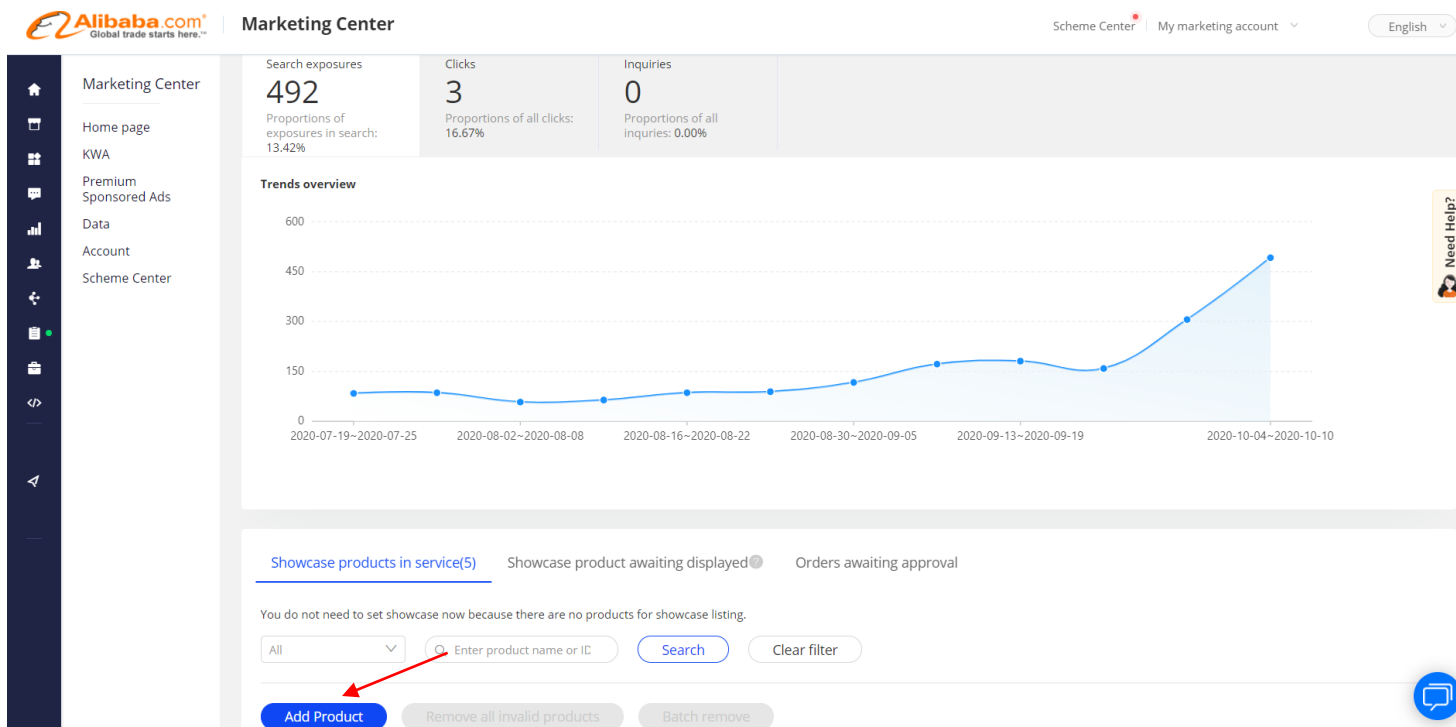 Alibaba.com
Global trade starts here.™
Marketing Center
Scheme Center
My marketing account
English
Marketing Center
Home page
KWA
Premium
Sponsored Ads
Data
Account
Scheme Center
Search exposures
492
Proportions of
exposures in search:
13.42%
Clicks
3
Proportions of all clicks:
16.67%
Inquiries
0
Proportions of all
inquries: 0.00%
Trends overview
600
450
300
150
0
2020-07-19~2020-07-25
2020-08-02~2020-08-08
2020-08-16~2020-08-22
2020-08-30~2020-09-05
2020-09-13~2020-09-19
2020-10-04~2020-10-10
Need Help?
Showcase products in service(5)
Showcase product awaiting displayed ?
Orders awaiting approval
You do not need to set showcase now because there are no products for showcase listing.
All
Enter product name or ID
Search
Clear filter
Add Product
Remove all invalid products
Batch remove